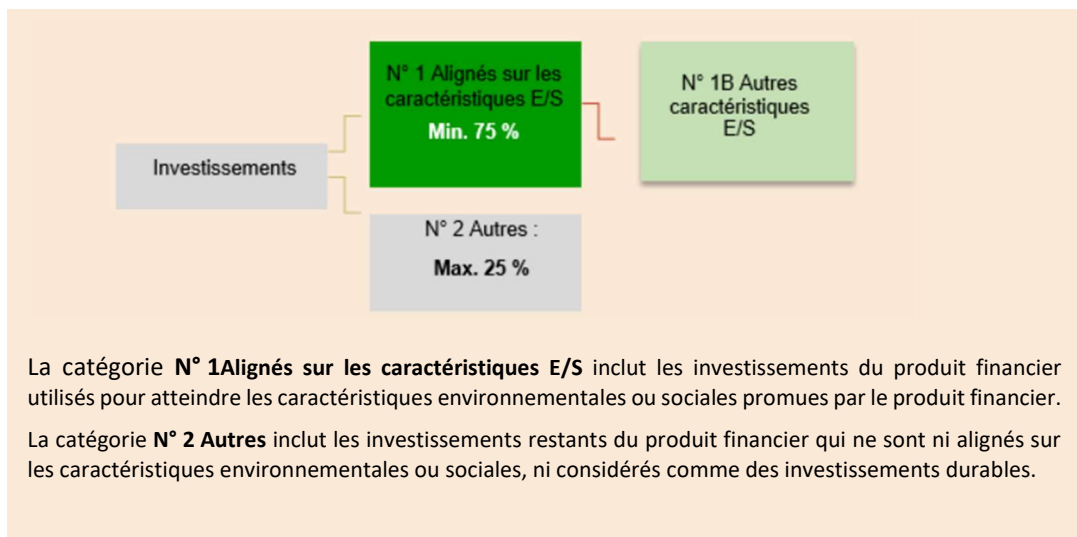 N° 1 Alignés sur les
caractéristiques E/S
Min. 75 %
N° 1B Autres
caractéristiques
E/S
Investissements
N° 2 Autres :
Max. 25 %
La catégorie N° 1Alignés sur les caractéristiques E/S inclut les investissements du produit financier
utilisés pour atteindre les caractéristiques environnementales ou sociales promues par le produit financier.
La catégorie N° 2 Autres inclut les investissements restants du produit financier qui ne sont ni alignés sur
les caractéristiques environnementales ou sociales, ni considérés comme des investissements durables.